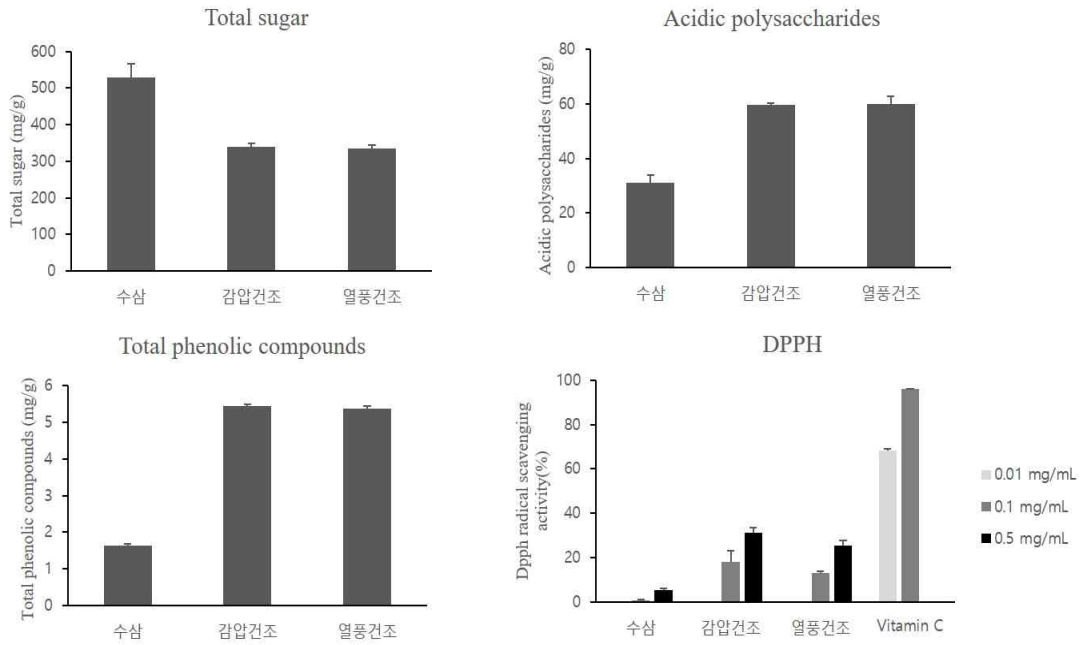 Total sugar
Total sugar (mg/g)
600
500
400
300
200
100
0
수삼 감압건조 열풍건조
Acidic polysaccharides
Acidic polysaccharides (mg/g)
80
60
40
20
0
수삼 감압건조 열풍건조
Total phenolic compounds
Total phenolic compounds (mg/g)
6
5
4
3
2
1
0
수삼 감압건조 열풍건조
DPPH
Dpph radical scavenging
activity(%)
100
80
60
40
20
0
수삼 감압건조 열풍건조 Vitamin C
0.01 mg/mL
0.1 mg/mL
0.5 mg/mL